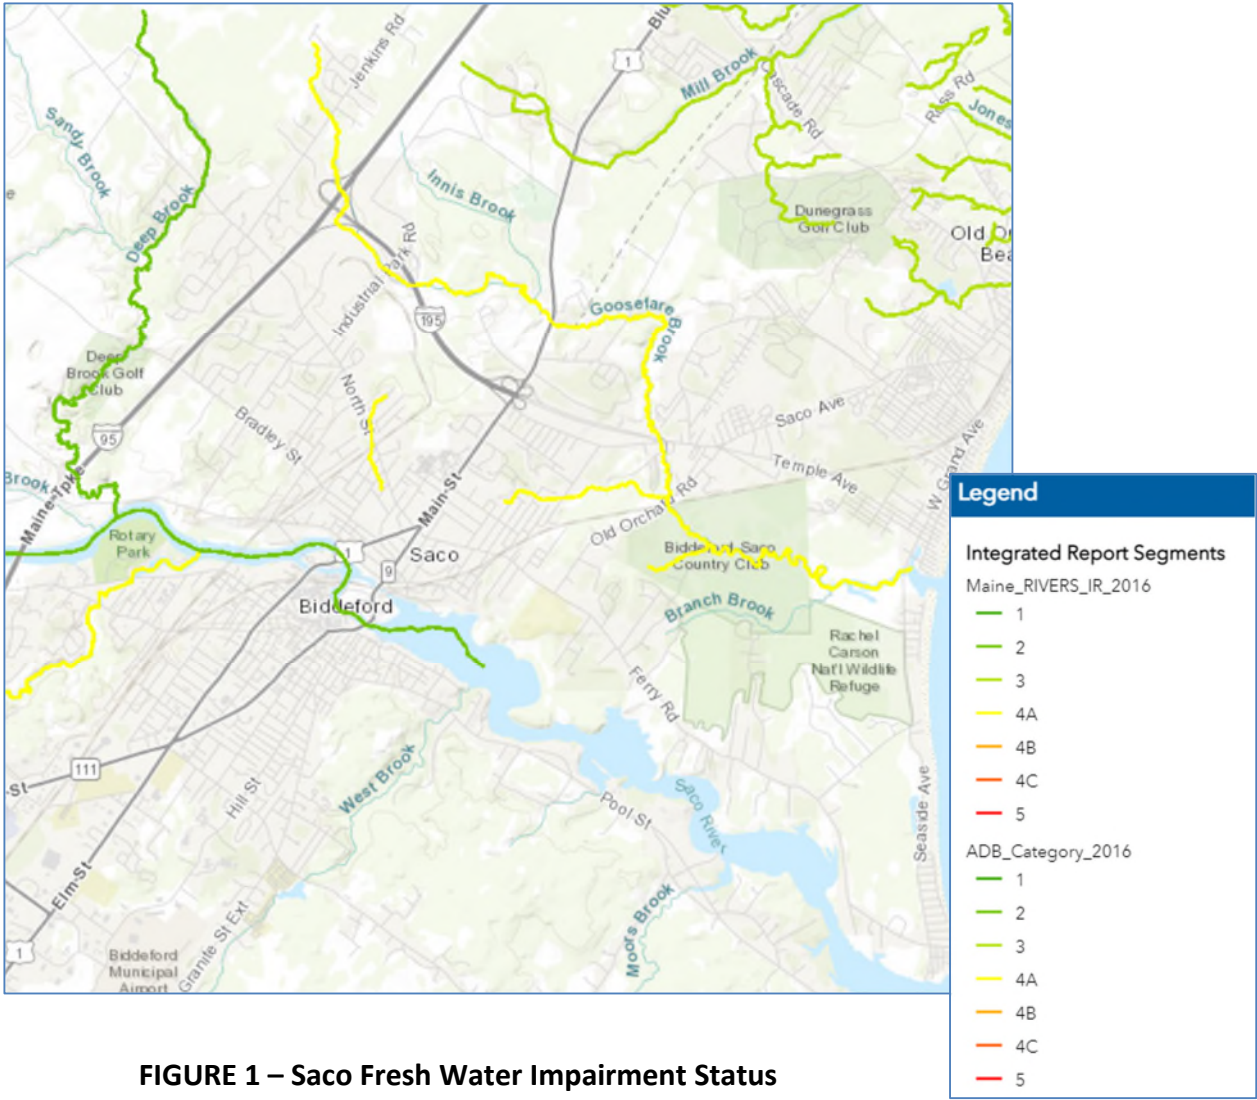 Jenkins Rd
Blu
1
Mill Brook
Cascade Rd
Ross Rd
Jones
Sandy Brook
Innis Brook
Deep Brook
e
Dunegrass
Golf Club
Old O
Bea
Industrial Park Rd
Goosefare
Brook
195
Deep
Brook Golf
Club
North St
Bradley St
Saco Ave
W Grand Ave
95
Temple Ave
Brook
Maine-Tpke
Main-St
Old Orchard Rd
Rotary
Park
1
Saco
9
Biddeford-Saco
Country Club
Biddeford
Branch Brook
Rachel
Carson
Nat'l Wildlife
Refuge
Ferry Rd
111
-St
West Brook
Hill St
Pool St
Saco River
Seaside Ave
Elm-St
Moors Brook
Granite St Ext
1
Biddeford
Municipal
Airport
Legend
Integrated Report Segments
Maine_RIVERS_IR_2016
1
2
3
4A
4B
4C
5
ADB_Category_2016
1
2
3
4A
4B
4C
5
FIGURE 1 – Saco Fresh Water Impairment Status